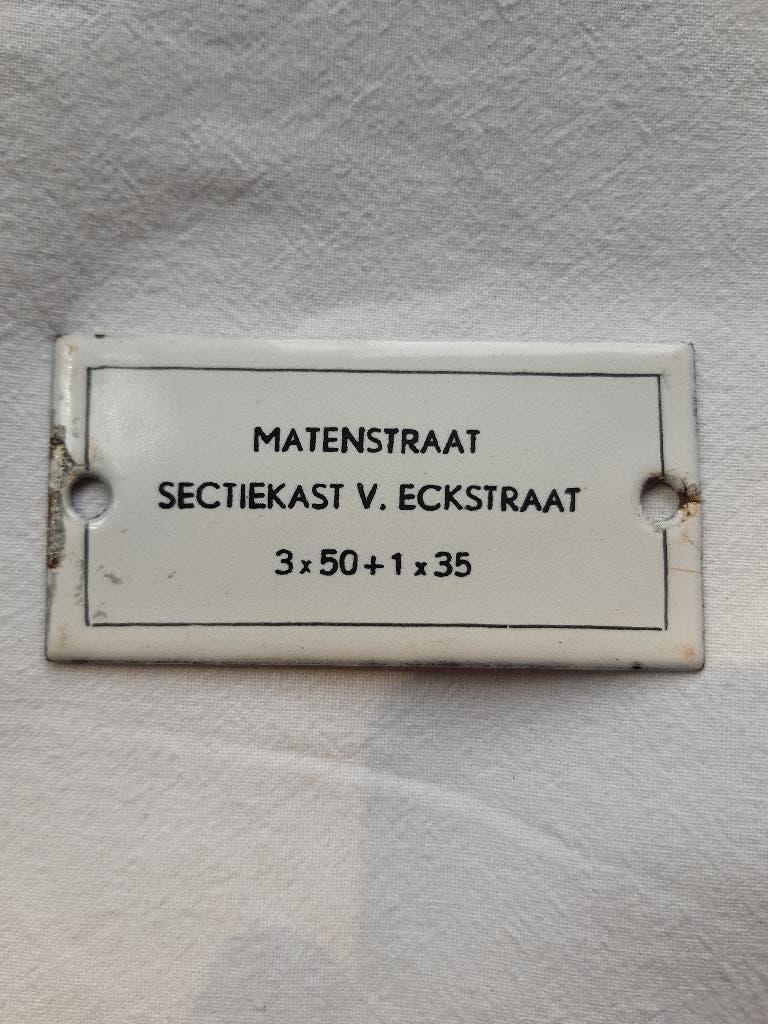 MATENSTRAAT
SECTIEKAST V. ECKSTRAAT
3 x 50 + 1 x 35